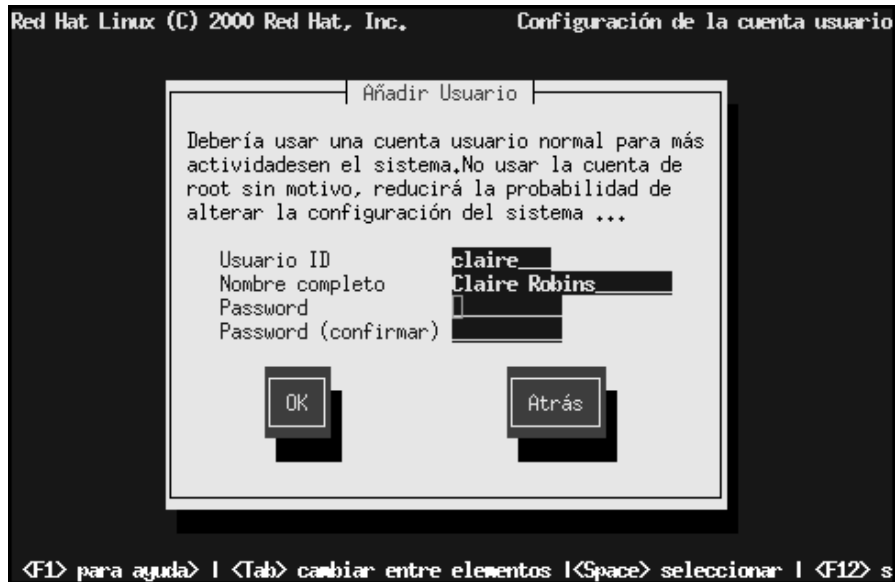 Red Hat Linux (C) 2000 Red Hat, Inc. Configuración de la cuenta usuario
Añadir Usuario
Debería usar una cuenta usuario normal para más
actividadesen el sistema.No usar la cuenta de
root sin motivo, reducirá la probabilidad de
alterar la configuración del sistema ...
Usuario ID claire___
Nombre completo Claire Robins_______
Password
Password (confirmar)
OK Atrás
<F1> para ayuda> | <Tab> cambiar entre elementos |<Space> seleccionar | <F12> s